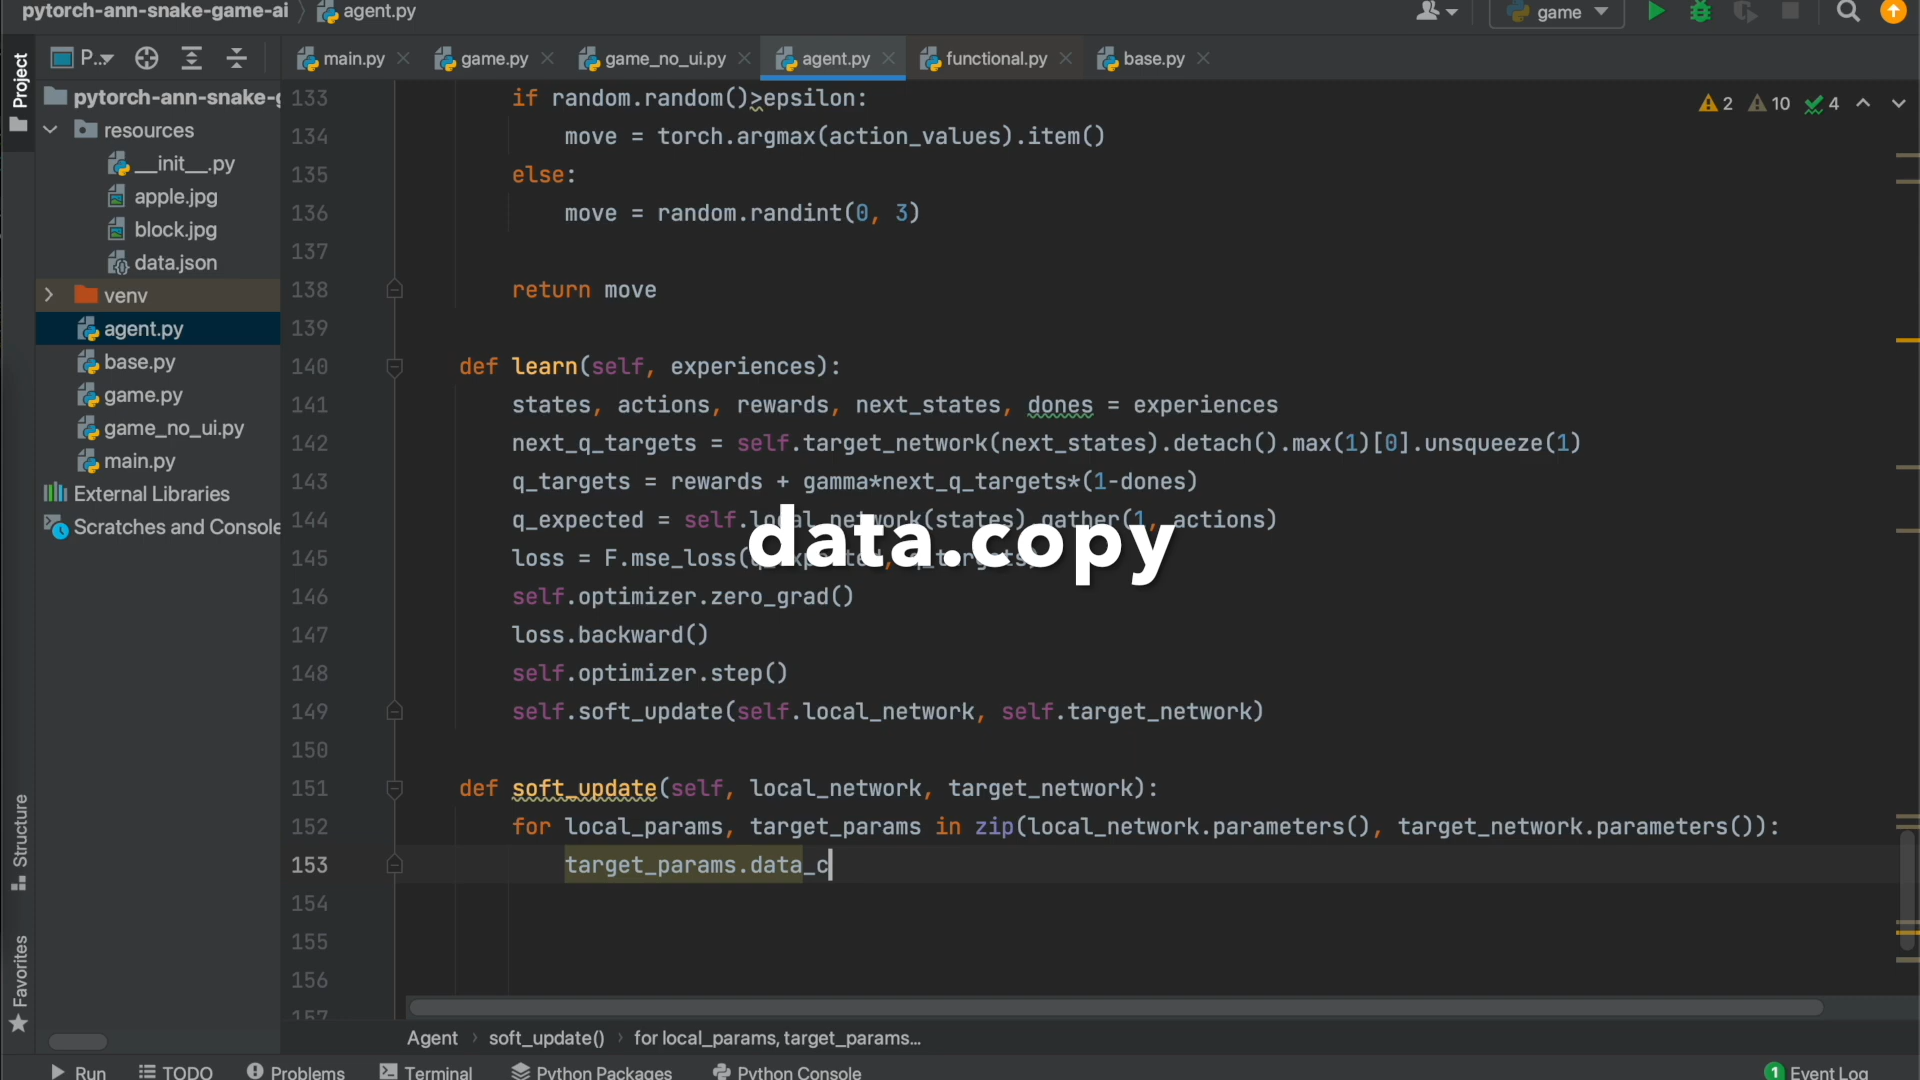 pytorch-ann-snake-game-ai agent.py game
P... main.py game.py game_no_ui.py agent.py functional.py base.py
Project
pytorch-ann-snake-g
resources
__init__.py
apple.jpg
block.jpg
data.json
venv
agent.py
base.py
game.py
game_no_ui.py
main.py
External Libraries
Scratches and Console
Structure
Favorites
2 10 4
133 if random.random()>epsilon:
134 move = torch.argmax(action_values).item()
135 else:
136 move = random.randint(0, 3)
137
138 return move
139
140 def learn(self, experiences):
141 states, actions, rewards, next_states, dones = experiences
142 next_q_targets = self.target_network(next_states).detach().max(1)[0].unsqueeze(1)
143 q_targets = rewards + gamma*next_q_targets*(1-dones)
144 q_expected = self.local_network(states).gather(1, actions)
data.copy
145 loss = F.mse_loss(q_expected, q_targets)
146 self.optimizer.zero_grad()
147 loss.backward()
148 self.optimizer.step()
149 self.soft_update(self.local_network, self.target_network)
150
151 def soft_update(self, local_network, target_network):
152 for local_params, target_params in zip(local_network.parameters(), target_network.parameters()):
153 target_params.data_c
154
155
156
157
Agent soft_update() for local_params, target_params...
Run TODO Problems Terminal Python Packages Python Console 1 Event Log